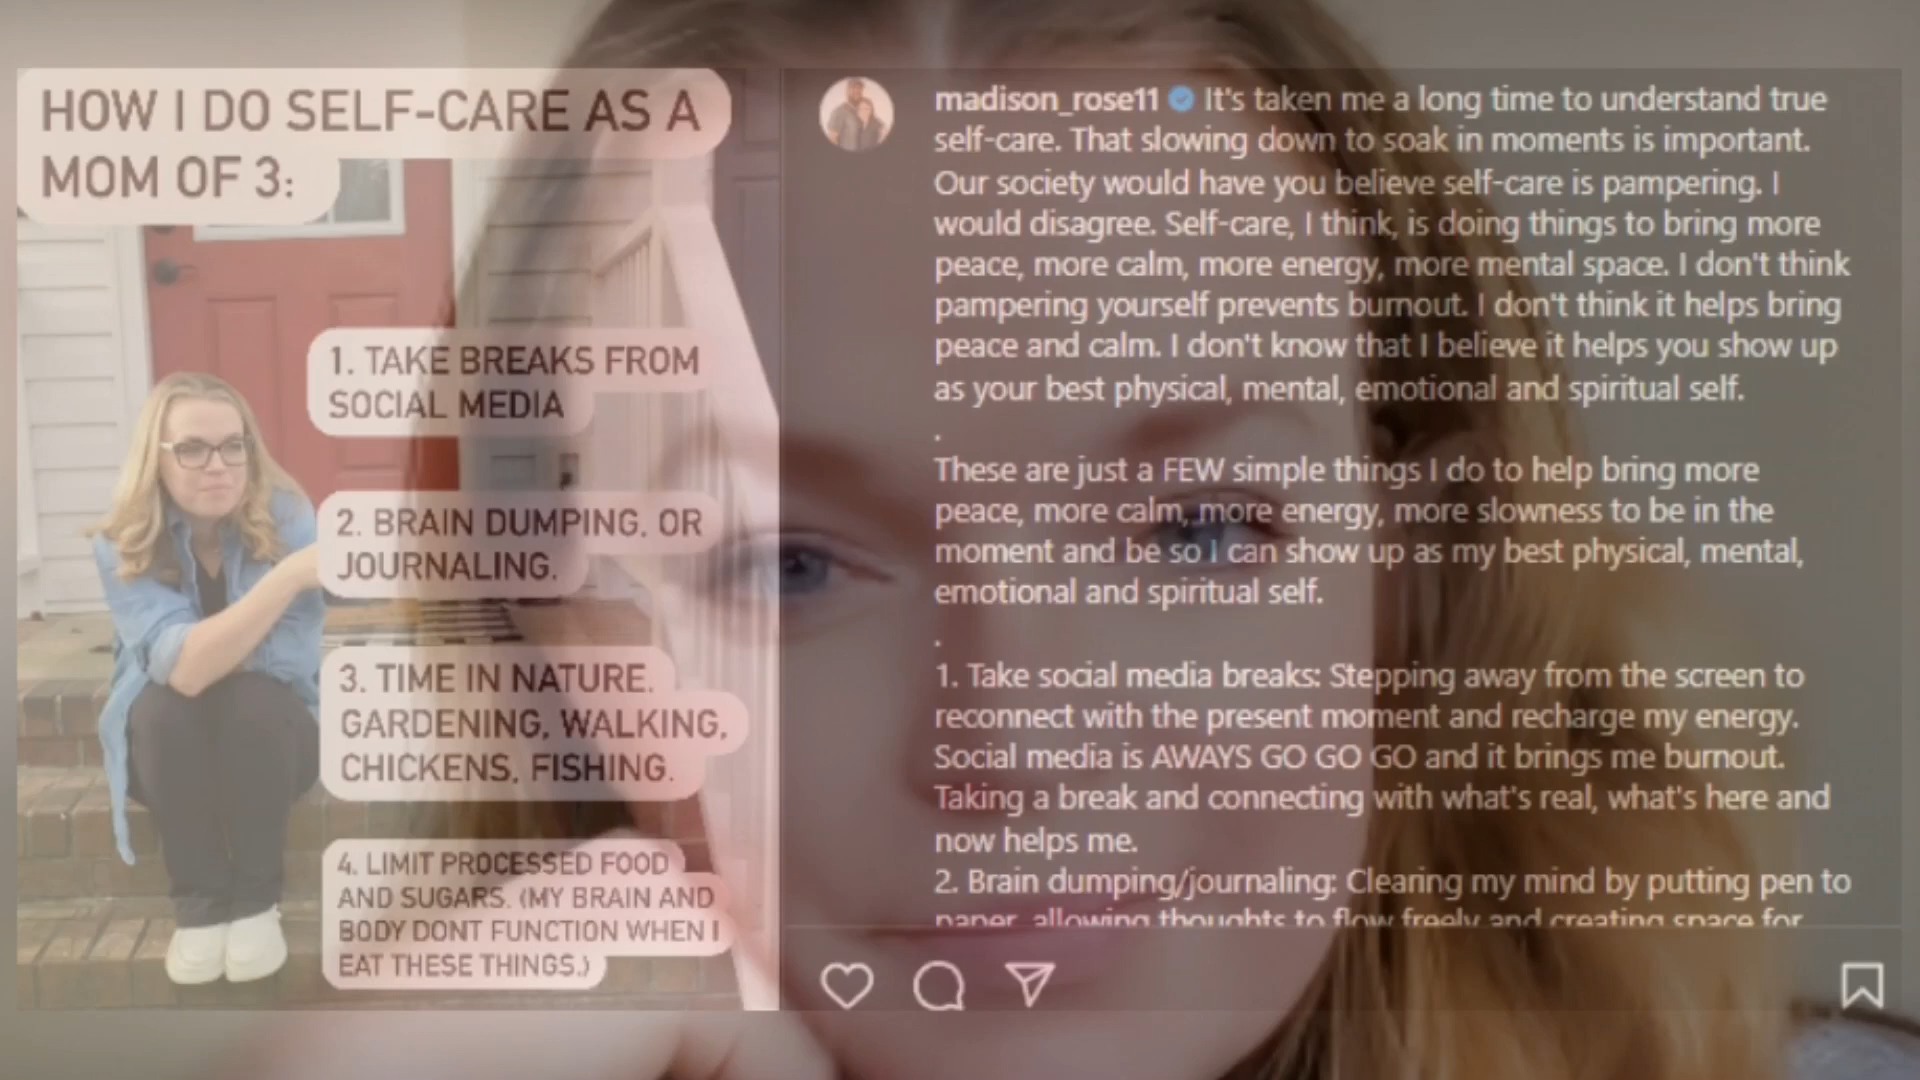 HOW I DO SELF-CARE AS A
MOM OF 3:
1. TAKE BREAKS FROM
SOCIAL MEDIA
2. BRAIN DUMPING, OR
JOURNALING.
3. TIME IN NATURE.
GARDENING, WALKING,
CHICKENS, FISHING.
4. LIMIT PROCESSED FOOD
AND SUGARS. (MY BRAIN AND
BODY DONT FUNCTION WHEN I
EAT THESE THINGS.)
madison_rose11 It's taken me a long time to understand true
self-care. That slowing down to soak in moments is important.
Our society would have you believe self-care is pampering. I
would disagree. Self-care, I think, is doing things to bring more
peace, more calm, more energy, more mental space. I don't think
pampering yourself prevents burnout. I don't think it helps bring
peace and calm. I don't know that I believe it helps you show up
as your best physical, mental, emotional and spiritual self.
.
These are just a FEW simple things I do to help bring more
peace, more calm, more energy, more slowness to be in the
moment and be so I can show up as my best physical, mental,
emotional and spiritual self.
.
1. Take social media breaks: Stepping away from the screen to
reconnect with the present moment and recharge my energy.
Social media is AWAYS GO GO GO and it brings me burnout.
Taking a break and connecting with what's real, what's here and
now helps me.
2. Brain dumping/journaling: Clearing my mind by putting pen to
paper, allowing thoughts to flow freely and creating space for